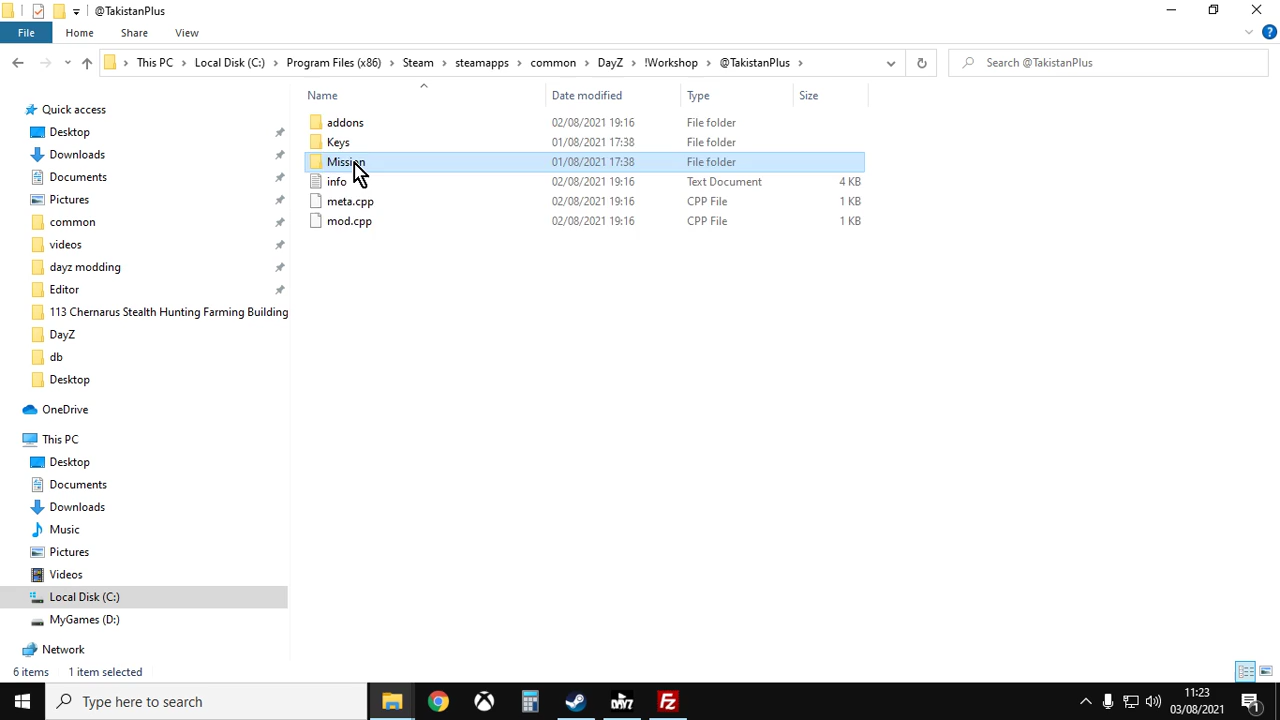 @TakistanPlus
File Home Share View
This PC Local Disk (C:) Program Files (x86) Steam steamapps common DayZ !Workshop @TakistanPlus
Search @TakistanPlus
Name Date modified Type Size
addons 02/08/2021 19:16 File folder
Keys 01/08/2021 17:38 File folder
Mission 01/08/2021 17:38 File folder
info 02/08/2021 19:16 Text Document 4 KB
meta.cpp 02/08/2021 19:16 CPP File 1 KB
mod.cpp 02/08/2021 19:16 CPP File 1 KB
Quick access
Desktop
Downloads
Documents
Pictures
common
videos
dayz modding
Editor
113 Chernarus Stealth Hunting Farming Building
DayZ
db
Desktop
OneDrive
This PC
Desktop
Documents
Downloads
Music
Pictures
Videos
Local Disk (C:)
MyGames (D:)
Network
6 items 1 item selected
Type here to search
DAYZ
FZ
11:23
03/08/2021
1